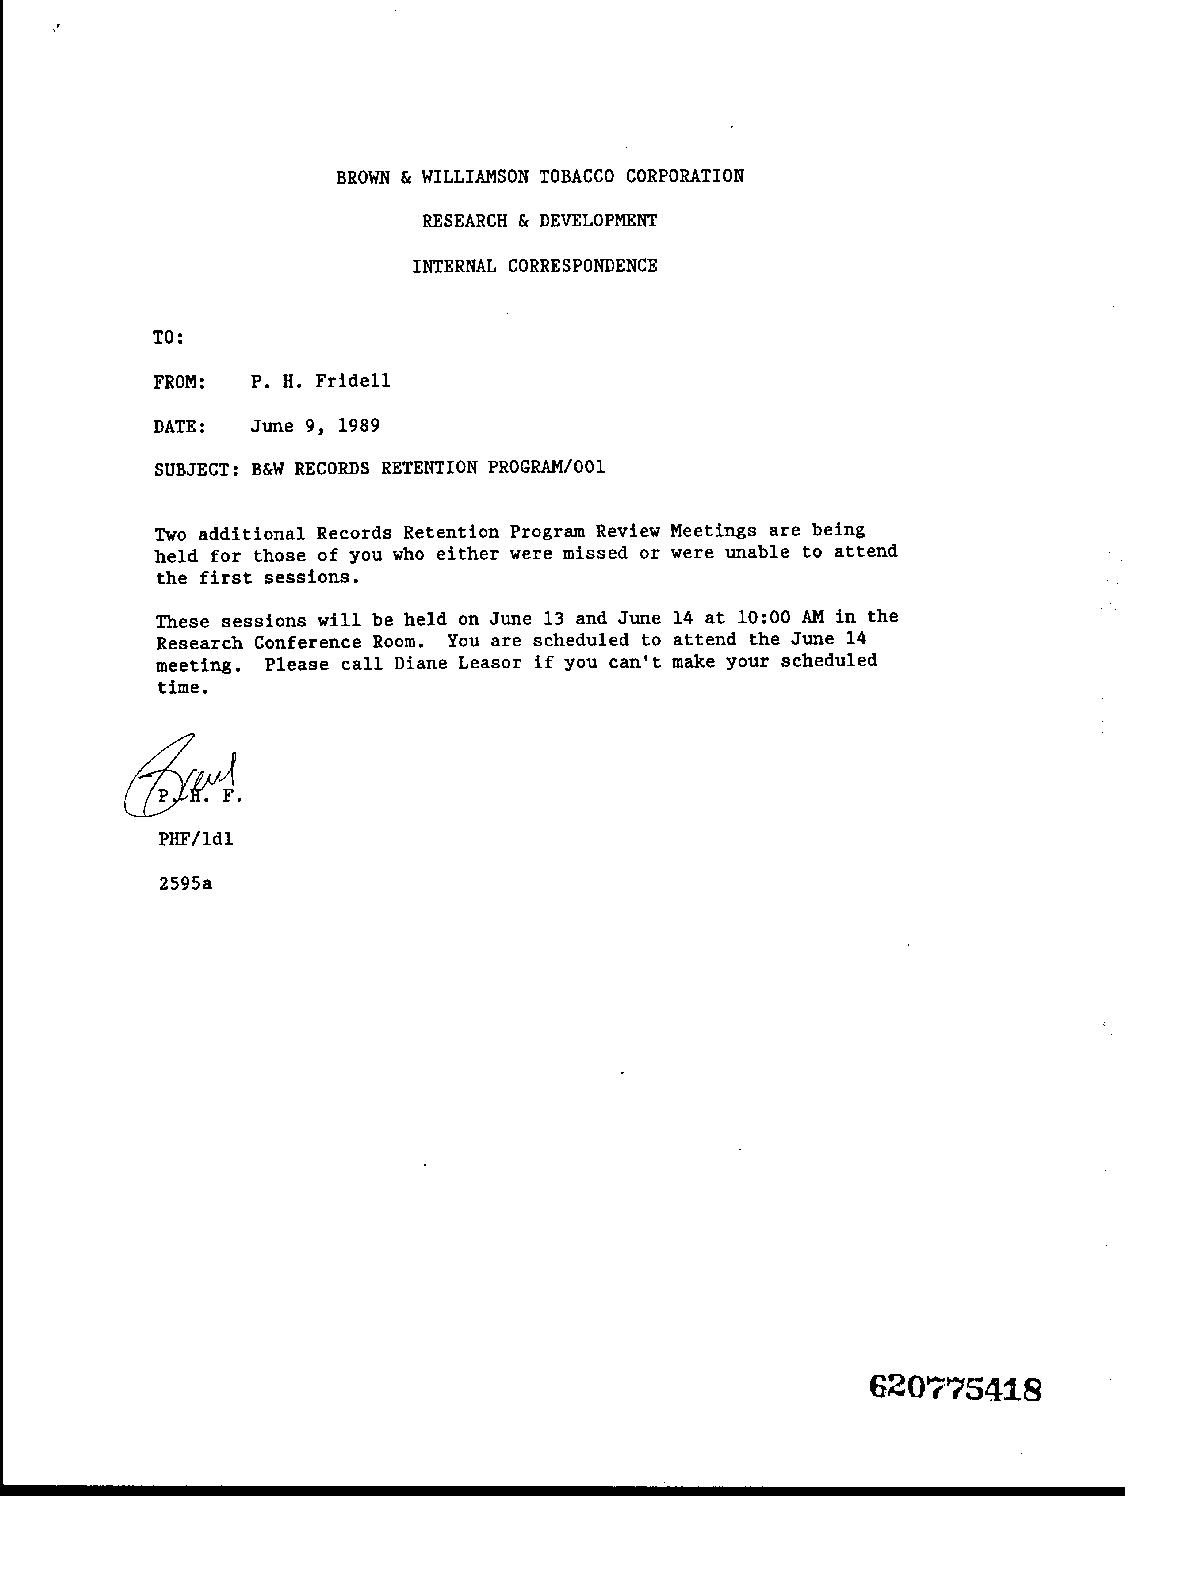 BROWN & WILLIAMSON TOBACCO CORPORATION
RESEARCH & DEVELOPMENT
INTERNAL CORRESPONDENCE
TO:
FROM: P. H. Fridell
DATE: June 9, 1989
SUBJECT: B&W RECORDS RETENTION PROGRAM/001
Two additional Records Retention Program Review Meetings are being
held for those of you who either were missed or were unable to attend
the first sessions.
These sessions will be held on June 13 and June 14 at 10:00 AM in the
Research Conference Room. You are scheduled to attend the June 14
meeting. Please call Diane Leasor if you can't make your scheduled
time.
P. H. F.
PHF/ldl
2595a
620775418